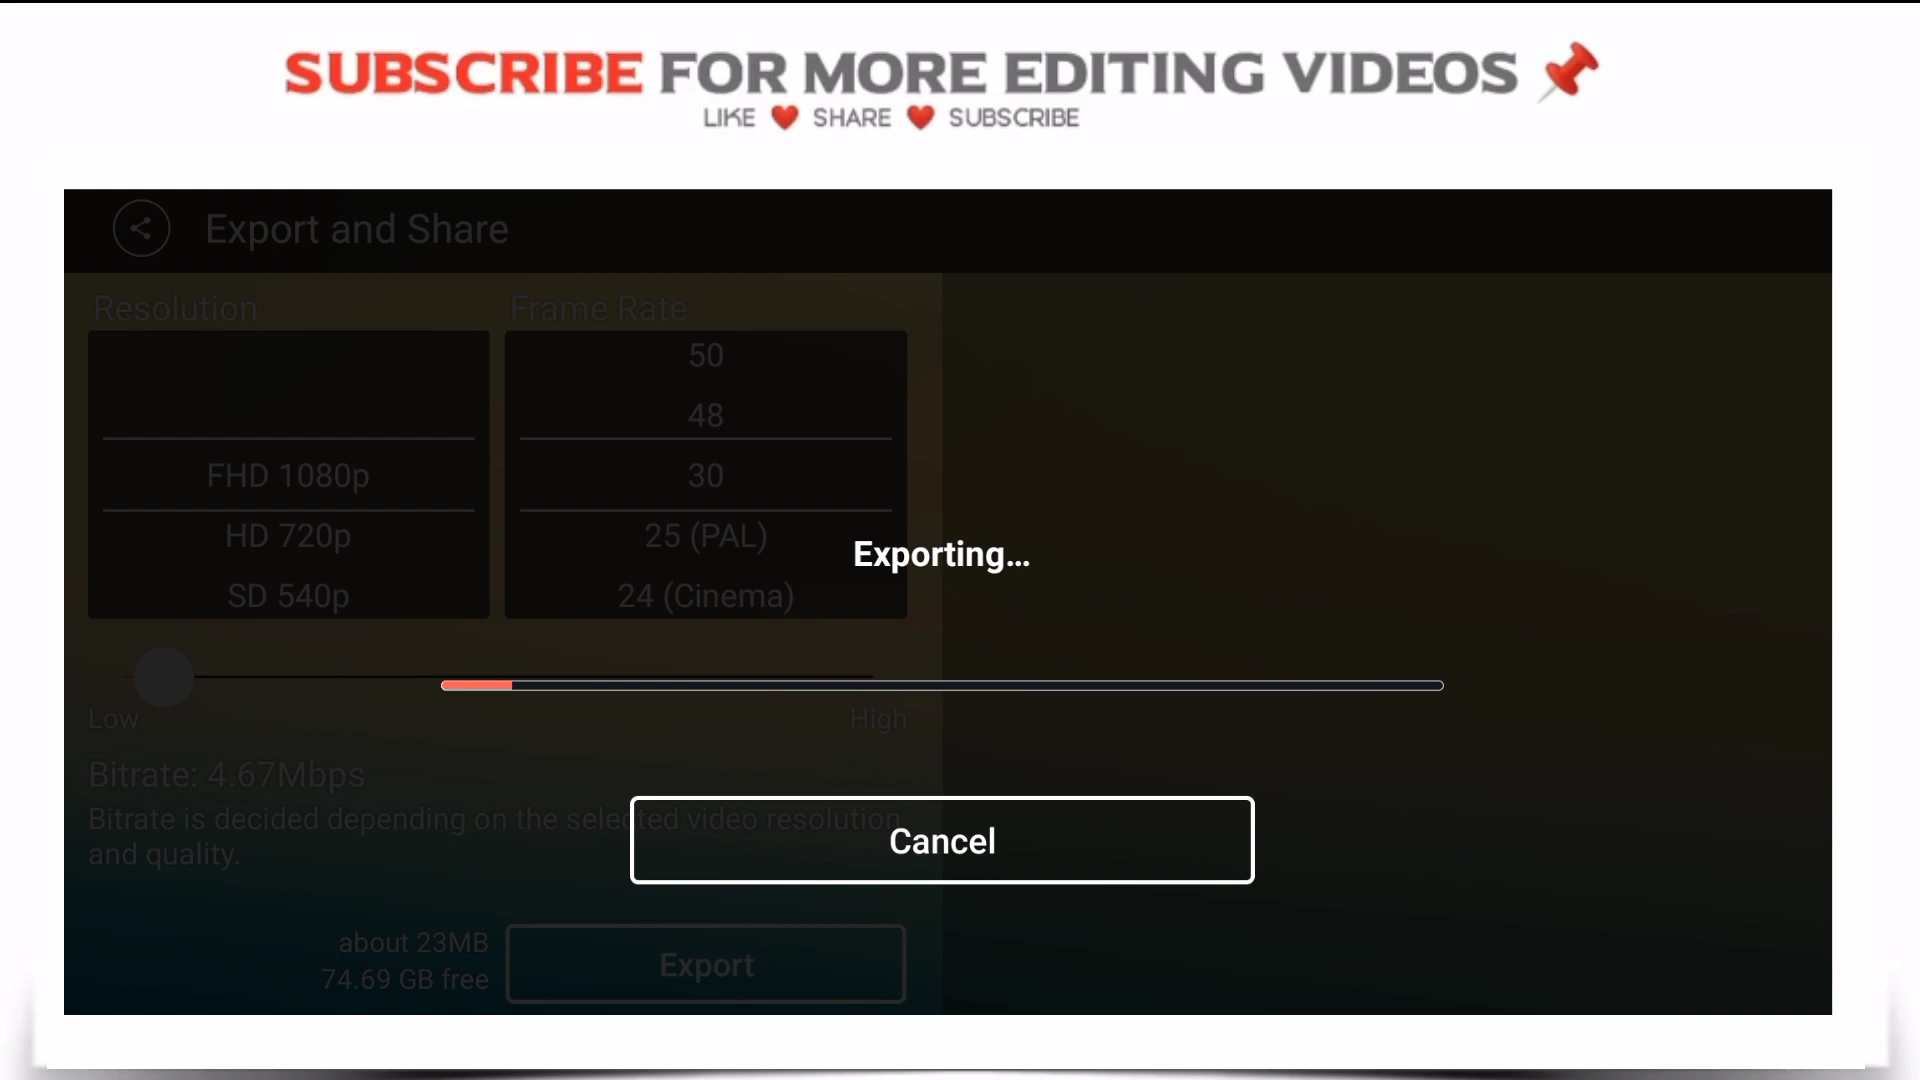 SUBSCRIBE FOR MORE EDITING VIDEOS
LIKE ❤️ SHARE ❤️ SUBSCRIBE
Export and Share
Resolution
Frame Rate
50
48
FHD 1080p
30
HD 720p
25 (PAL)
SD 540p
24 (Cinema)
Exporting...
Low
High
Bitrate: 4.67Mbps
Bitrate is decided depending on the selected video resolution
and quality.
Cancel
about 23MB
74.69 GB free
Export